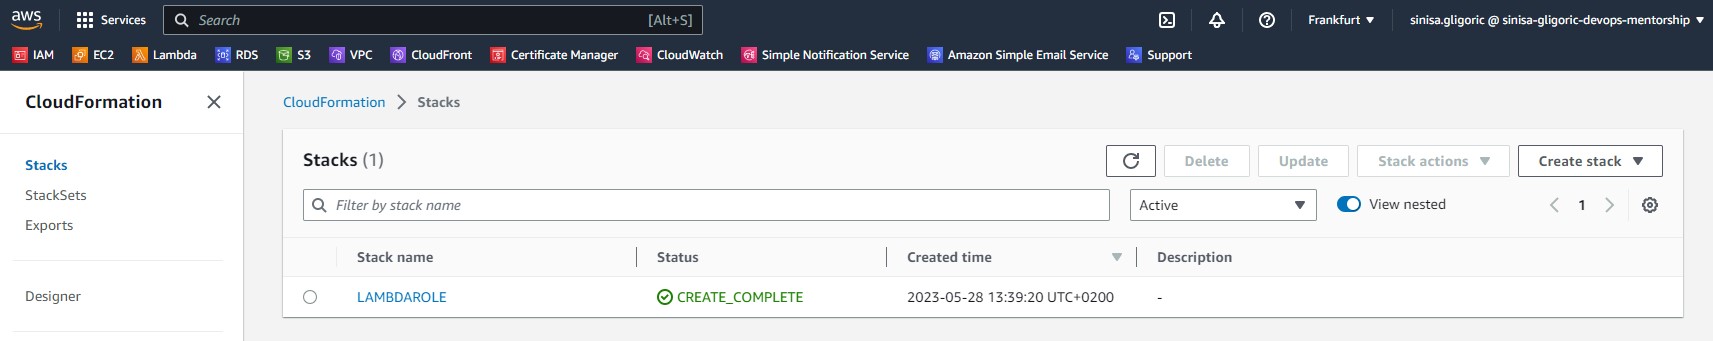 aws
Services
Search [Alt+S]
Frankfurt
sinisa.gligoric @ sinisa-gligoric-devops-mentorship
IAM EC2 Lambda RDS S3 VPC CloudFront Certificate Manager CloudWatch Simple Notification Service Amazon Simple Email Service Support
CloudFormation
Stacks
StackSets
Exports
Designer
CloudFormation Stacks
Stacks (1)
Delete Update Stack actions Create stack
Filter by stack name
Active
View nested
1
Stack name Status Created time Description
LAMBDAROLE CREATE_COMPLETE 2023-05-28 13:39:20 UTC+0200 -